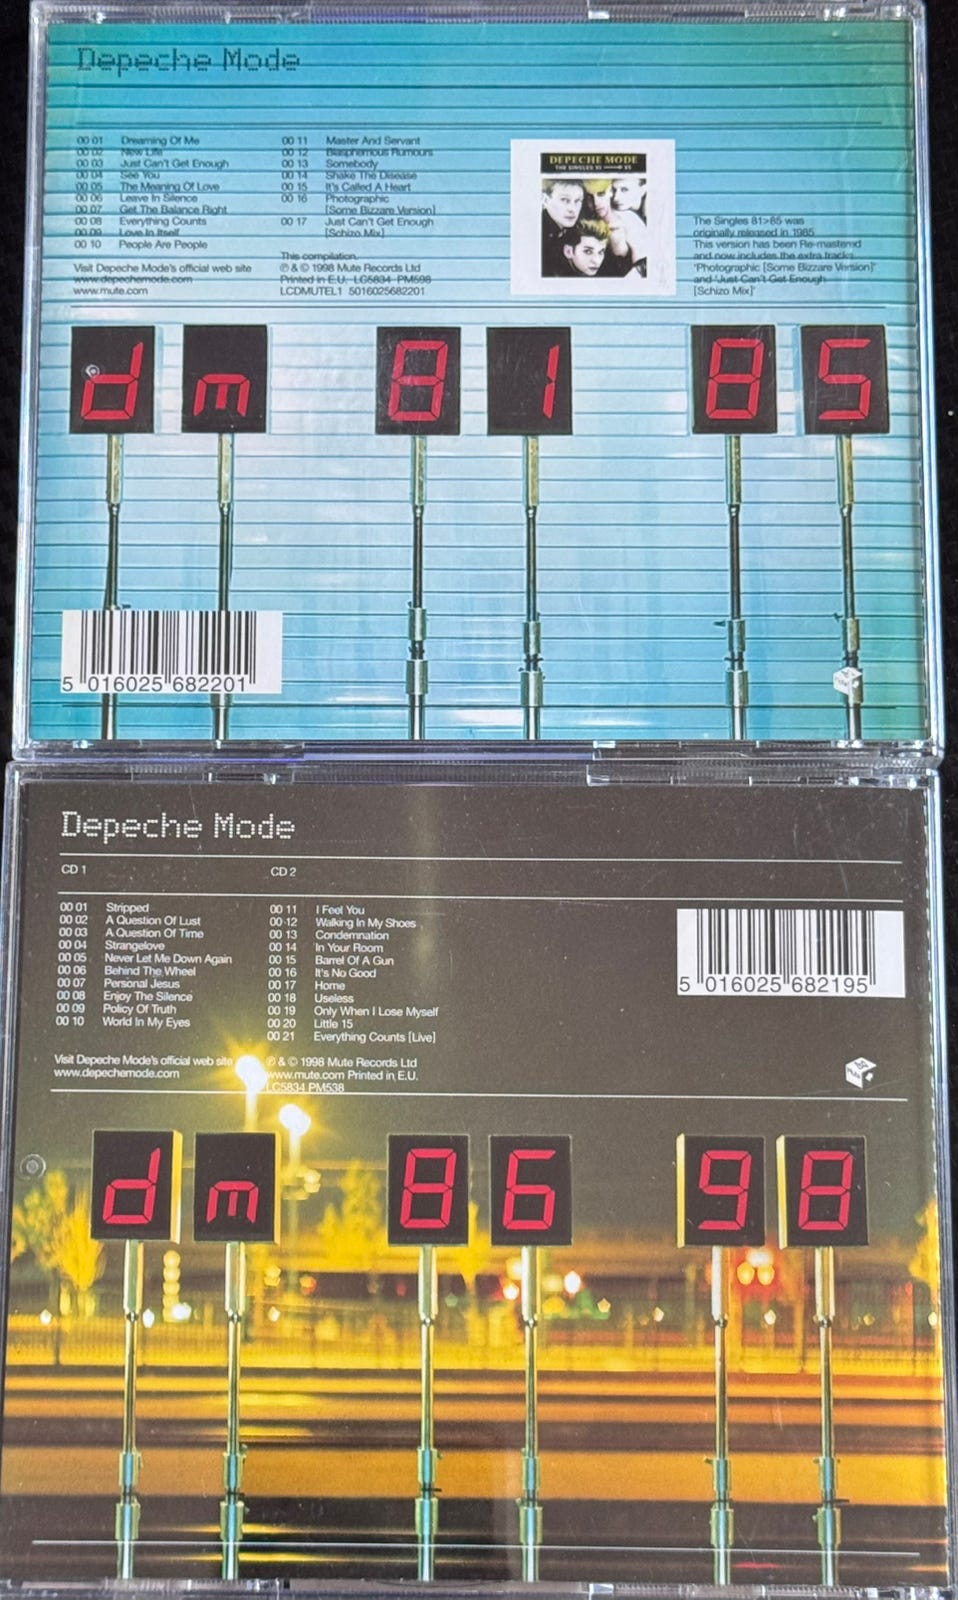 Depeche Mode
00 01 Dreaming Of Me
00 02 New Life
00 03 Just Can't Get Enough
00 04 See You
00 05 The Meaning Of Love
00 06 Leave In Silence
00 07 Get The Balance Right
00 08 Everything Counts
00 09 Love In Itself
00 10 People Are People
Visit Depeche Mode's official web site
www.depechemode.com
www.mute.com
00 11 Master And Servant
00 12 Blasphemous Rumours
00 13 Somebody
00 14 Shake The Disease
00 15 It's Called A Heart
00 16 Photographic
[Some Bizzare Version]
00 17 Just Can't Get Enough
[Schizo Mix]
This compilation.
℗ & © 1998 Mute Records Ltd
Printed in E.U. LC5834 PM598
LCDMUTEL1 5016025682201
DEPECHE MODE
THE SINGLES 81 → 85
The Singles 81>85 was
originally released in 1985
This version has been Re-mastered
and now includes the extra tracks
'Photographic [Some Bizzare Version]'
and 'Just Can't Get Enough
[Schizo Mix]'
dm 81 85
5 016025 682201
Depeche Mode
CD 1
CD 2
00 01 Stripped
00 02 A Question Of Lust
00 03 A Question Of Time
00 04 Strangelove
00 05 Never Let Me Down Again
00 06 Behind The Wheel
00 07 Personal Jesus
00 08 Enjoy The Silence
00 09 Policy Of Truth
00 10 World In My Eyes
Visit Depeche Mode's official web site
www.depechemode.com
00 11 I Feel You
00 12 Walking In My Shoes
00 13 Condemnation
00 14 In Your Room
00 15 Barrel Of A Gun
00 16 It's No Good
00 17 Home
00 18 Useless
00 19 Only When I Lose Myself
00 20 Little 15
00 21 Everything Counts [Live]
℗ & © 1998 Mute Records Ltd
www.mute.com Printed in E.U.
LC5834 PM538
5 016025 682195
dm 86 98